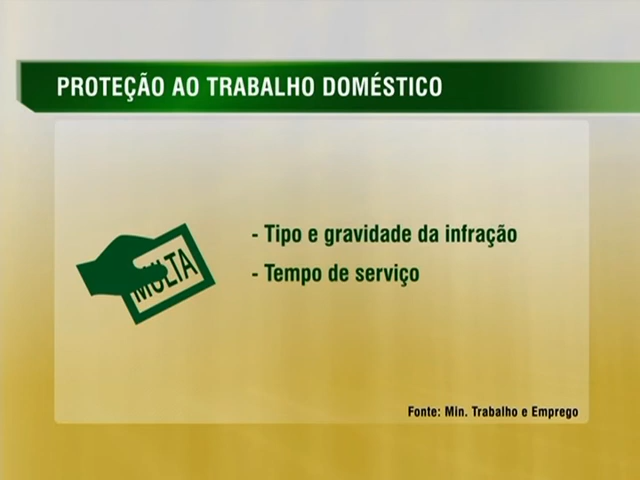 PROTEÇÃO AO TRABALHO DOMÉSTICO
- Tipo e gravidade da infração
MULTA
- Tempo de serviço
Fonte: Min. Trabalho e Emprego